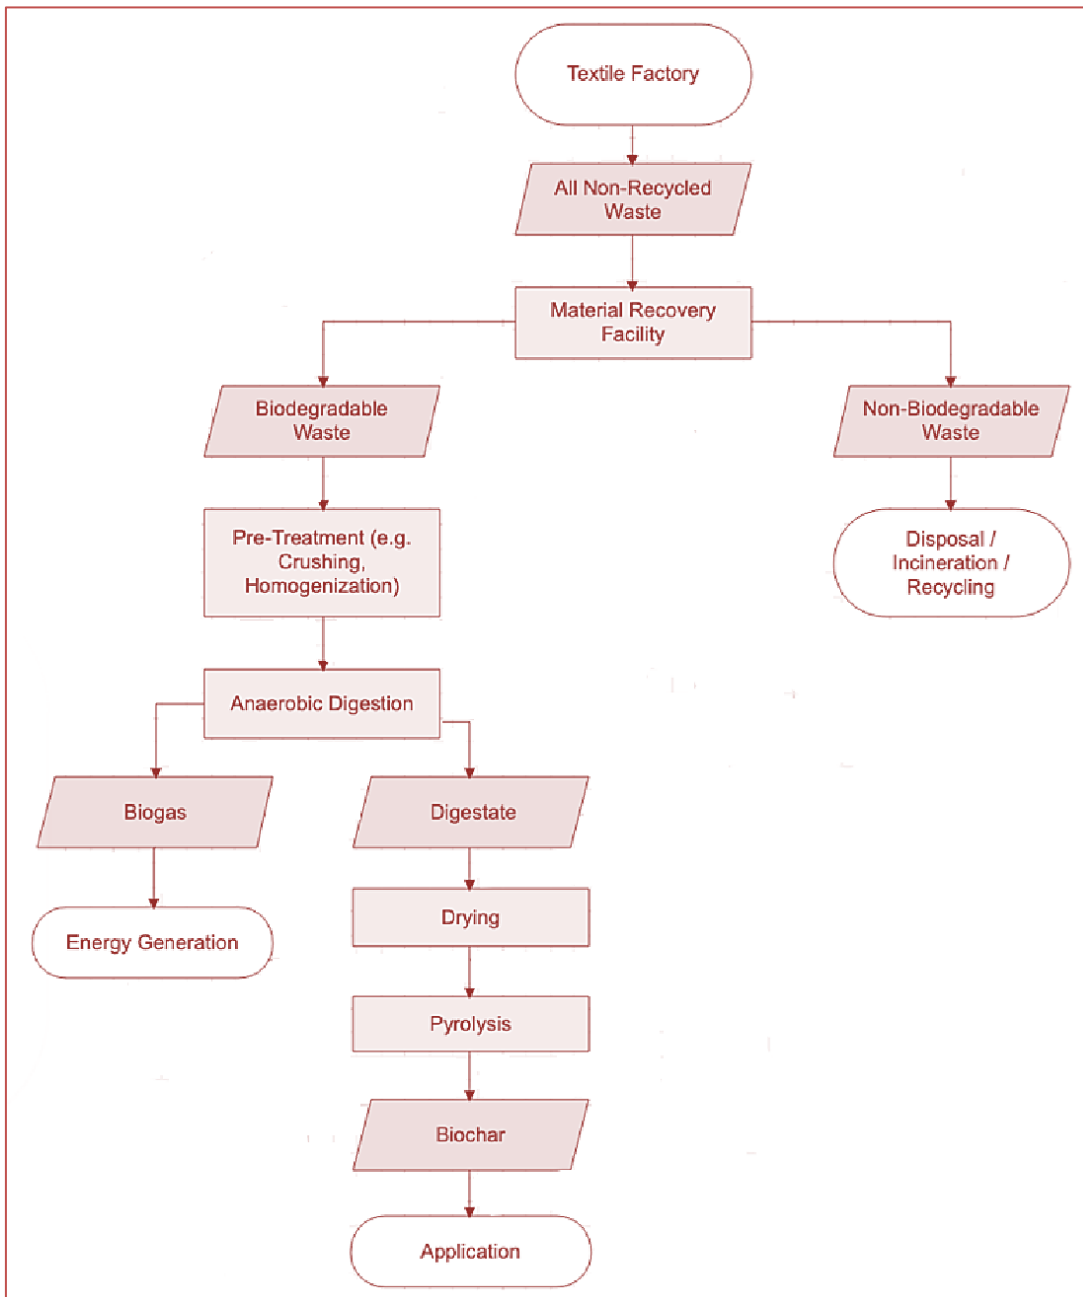 Textile Factory
All Non-Recycled
Waste
Material Recovery
Facility
Biodegradable
Waste
Non-Biodegradable
Waste
Pre-Treatment (e.g.
Crushing,
Homogenization)
Disposal /
Incineration /
Recycling
Anaerobic Digestion
Biogas
Digestate
Energy Generation
Drying
Pyrolysis
Biochar
Application